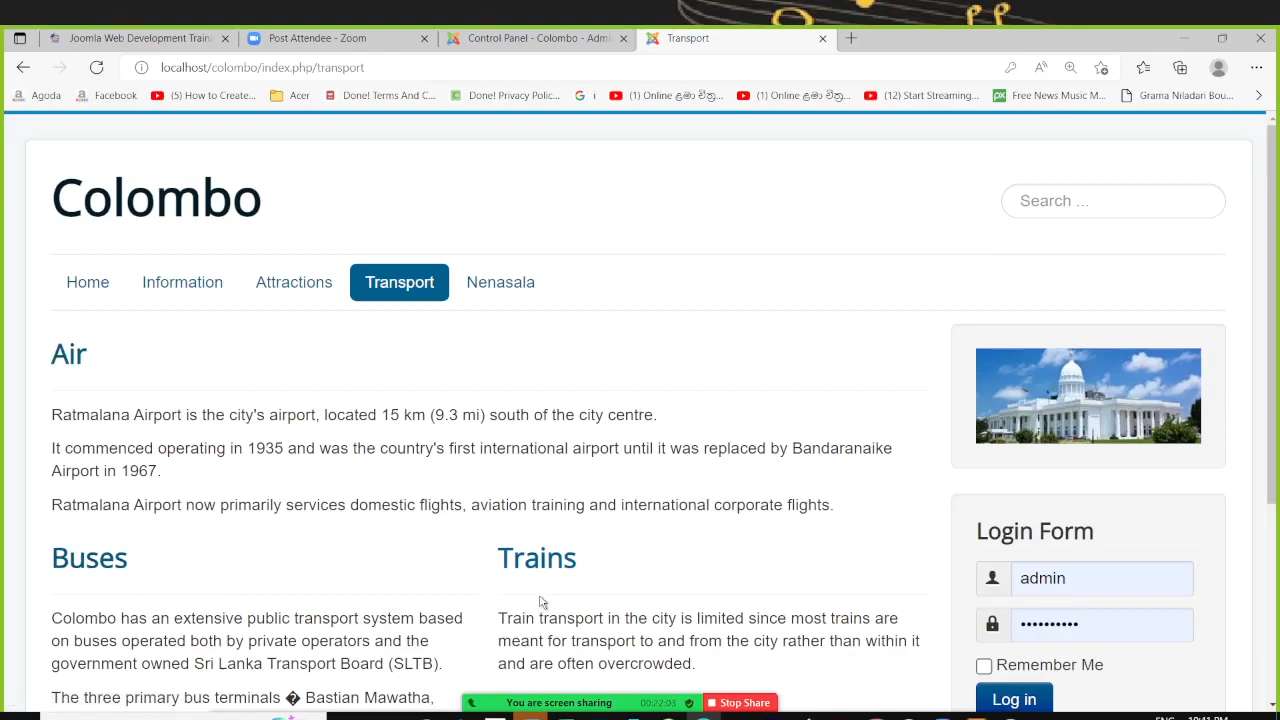 Joomla Web Development Traini
Post Attendee - Zoom
Control Panel - Colombo - Admi
Transport
localhost/colombo/index.php/transport
Agoda
Facebook
(5) How to Create...
Acer
Done! Terms And C...
Done! Privacy Polic...
i
(1) Online ළමා චිත්‍ර...
(1) Online ළමා චිත්‍ර...
(12) Start Streaming...
Free News Music M...
Grama Niladari Bou...
Colombo
Search ...
Home
Information
Attractions
Transport
Nenasala
Air
Ratmalana Airport is the city's airport, located 15 km (9.3 mi) south of the city centre.
It commenced operating in 1935 and was the country's first international airport until it was replaced by Bandaranaike
Airport in 1967.
Ratmalana Airport now primarily services domestic flights, aviation training and international corporate flights.
Buses
Colombo has an extensive public transport system based
on buses operated both by private operators and the
government owned Sri Lanka Transport Board (SLTB).
The three primary bus terminals � Bastian Mawatha,
Trains
Train transport in the city is limited since most trains are
meant for transport to and from the city rather than within it
and are often overcrowded.
Login Form
admin
••••••••••
Remember Me
Log in
You are screen sharing
00:22:03
Stop Share